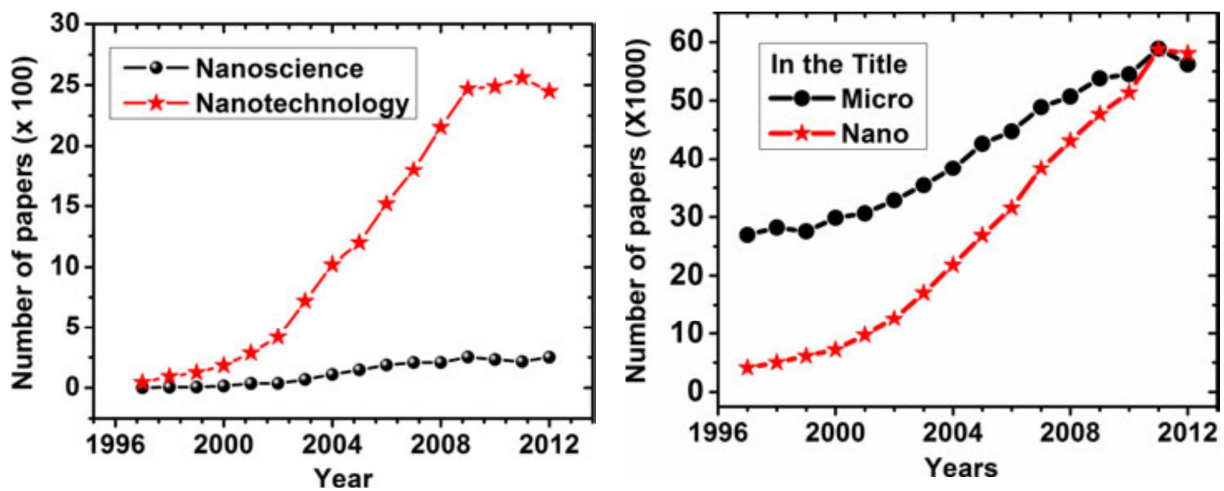 Number of papers (x 100)
30
25
20
15
10
5
0
Nanoscience
Nanotechnology
1996 2000 2004 2008 2012
Year
Number of papers (X1000)
60
50
40
30
20
10
0
In the Title
Micro
Nano
1996 2000 2004 2008 2012
Years